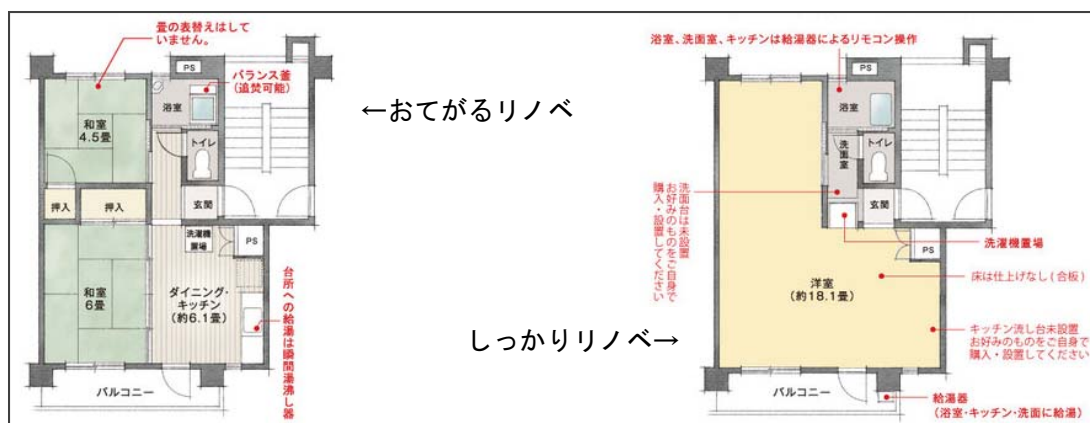 畳の表替えはして
いません。
PS
バランス釜
(追焚可能)
浴室
和室
4.5畳
トイレ
押入
押入
玄関
洗濯機
置場
PS
和室
6畳
ダイニング・
キッチン
(約6.1畳)
台所への給湯は瞬間湯沸し器
バルコニー
←おてがるリノベ
しっかりリノベ→
浴室、洗面室、キッチンは給湯器によるリモコン操作
PS
浴室
洗面室
トイレ
洗面台は未設置
お好みのものをご自身で
購入・設置してください
玄関
PS
洗濯機置場
洋室
(約18.1畳)
床は仕上げなし(合板)
キッチン流し台未設置
お好みのものをご自身で
購入・設置してください
バルコニー
給湯器
(浴室・キッチン・洗面に給湯)